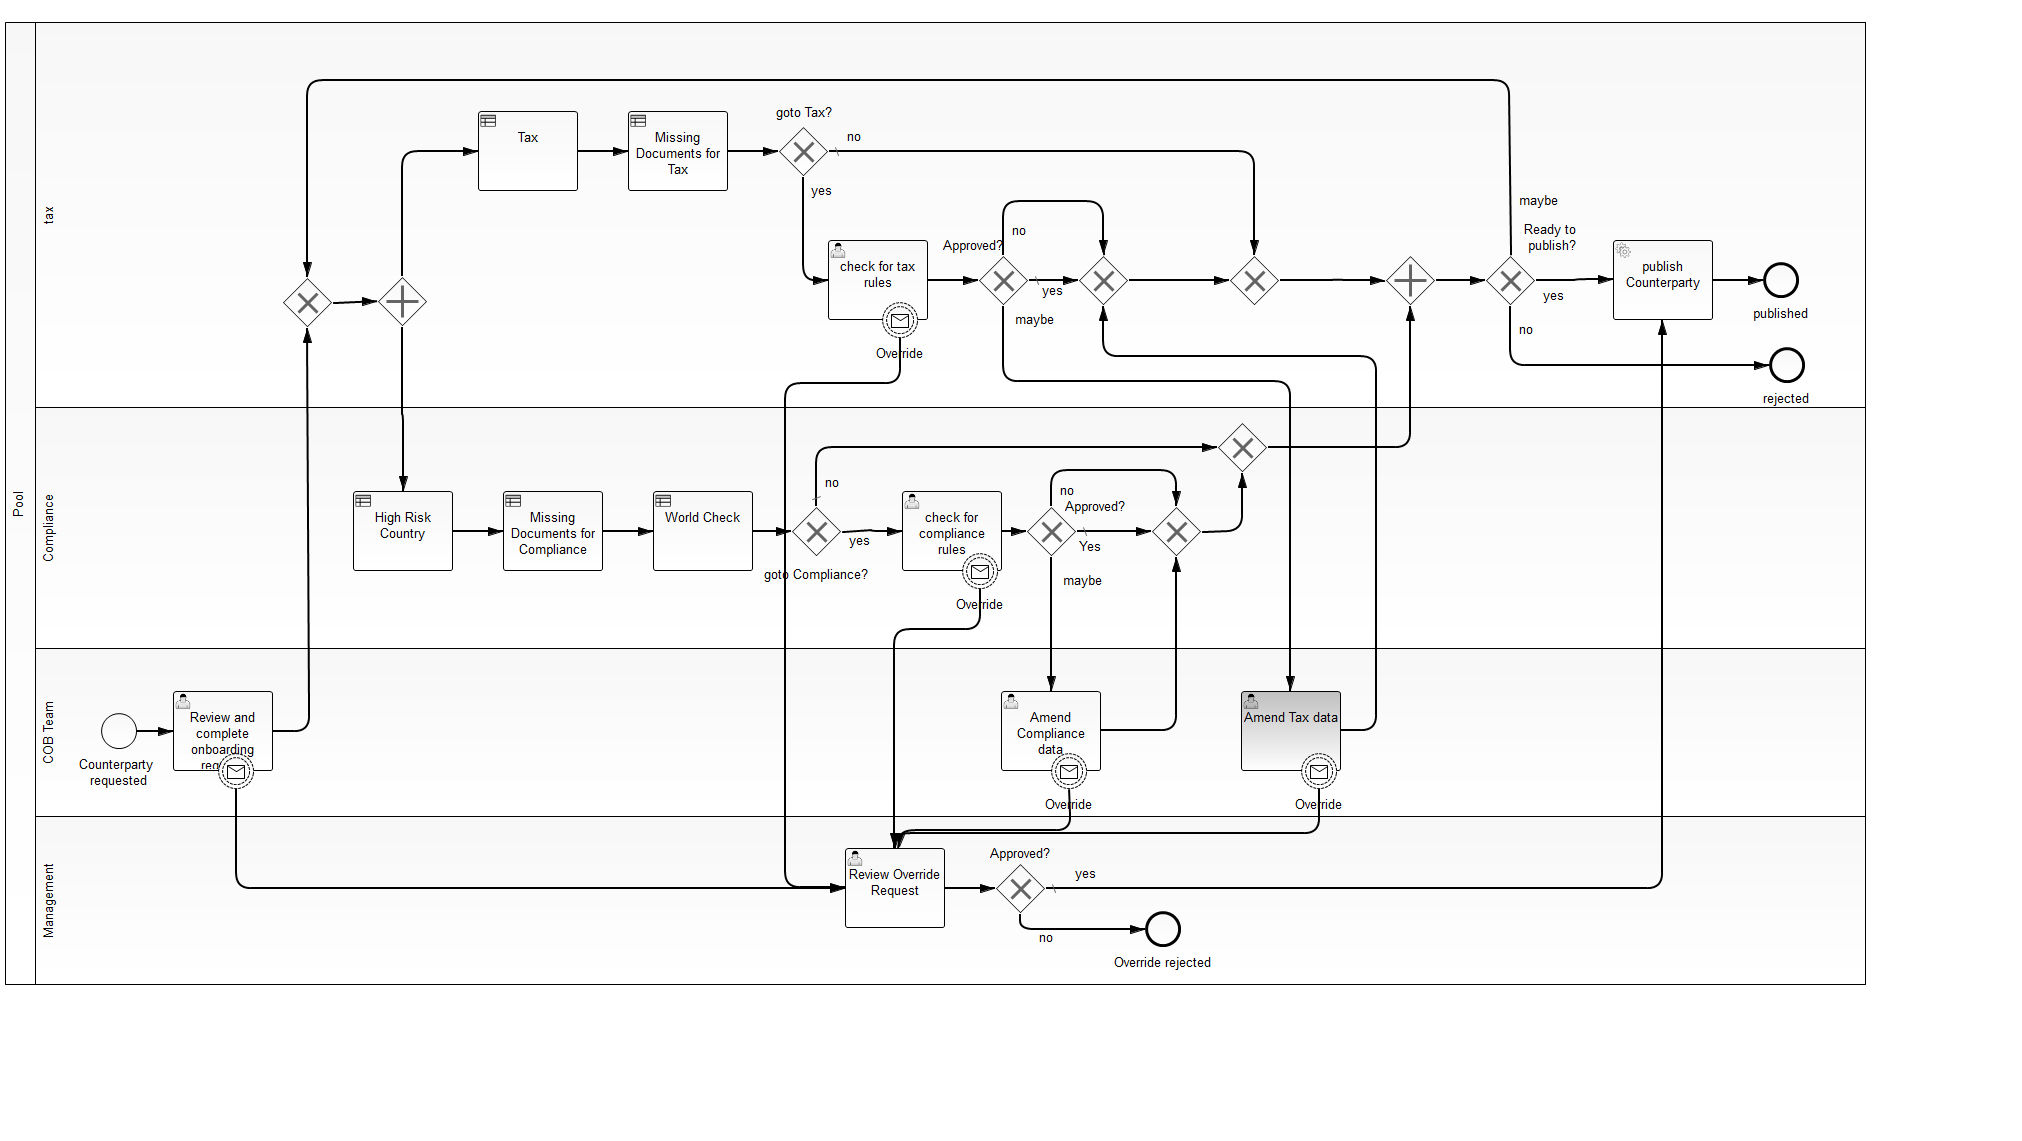 Pool
tax
goto Tax?
no
Tax
Missing
Documents for
Tax
yes
maybe
Ready to
publish?
no
Approved?
check for tax
rules
publish
Counterparty
yes
yes
published
maybe
no
Override
rejected
Compliance
no
no
Approved?
High Risk
Country
Missing
Documents for
Compliance
World Check
check for
compliance
rules
yes
Yes
goto Compliance?
maybe
Override
COB Team
Review and
complete
onboarding
Amend
Compliance
data
Amend Tax data
Counterparty
requested
Override
Override
Management
Approved?
Review Override
Request
yes
no
Override rejected